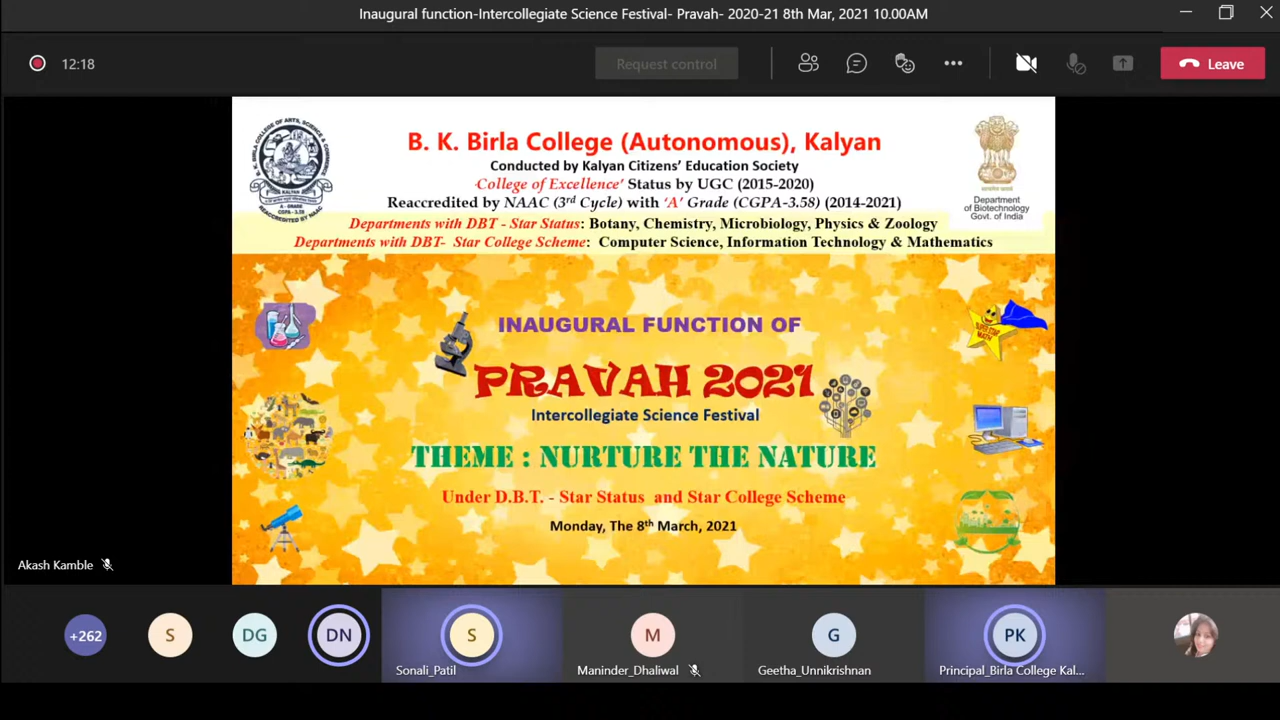 Inaugural function-Intercollegiate Science Festival- Pravah- 2020-21 8th Mar, 2021 10.00AM
12:18
Request control
Leave
B. K. Birla College (Autonomous), Kalyan
Conducted by Kalyan Citizens' Education Society
'College of Excellence' Status by UGC (2015-2020)
Reaccredited by NAAC (3rd Cycle) with 'A' Grade (CGPA-3.58) (2014-2021)
Department of Biotechnology
Govt. of India
Departments with DBT - Star Status: Botany, Chemistry, Microbiology, Physics & Zoology
Departments with DBT- Star College Scheme: Computer Science, Information Technology & Mathematics
INAUGURAL FUNCTION OF
PRAVAH 2021
Intercollegiate Science Festival
THEME : NURTURE THE NATURE
Under D.B.T. - Star Status and Star College Scheme
Monday, The 8th March, 2021
SUPER STAR
MATH
Akash Kamble
+262
S
DG
DN
S
Sonali_Patil
M
Maninder_Dhaliwal
G
Geetha_Unnikrishnan
PK
Principal_Birla College Kal...